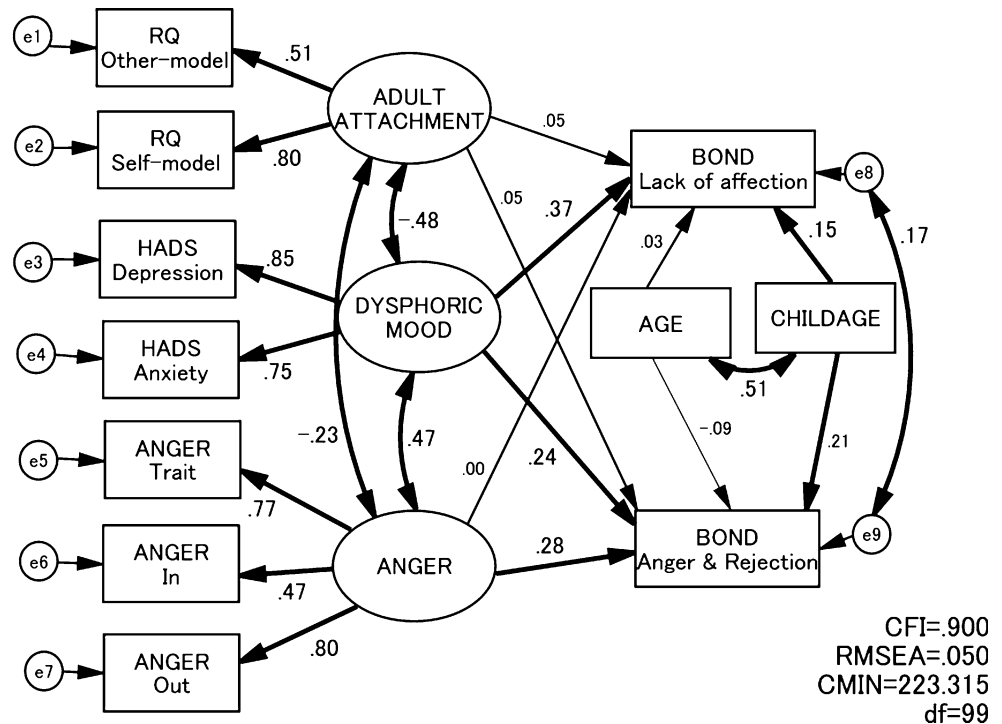 e1
RQ
Other-model
.51
e2
RQ
Self-model
.80
ADULT
ATTACHMENT
.05
.05
BOND
Lack of affection
e8
.17
-.48
.37
.03
.15
e3
HADS
Depression
.85
DYSPHORIC
MOOD
AGE
CHILDAGE
e4
HADS
Anxiety
.75
.51
-.23
.47
.00
.24
-.09
.21
e5
ANGER
Trait
.77
e6
ANGER
In
.47
ANGER
.28
BOND
Anger & Rejection
e9
e7
ANGER
Out
.80
CFI=.900
RMSEA=.050
CMIN=223.315
df=99